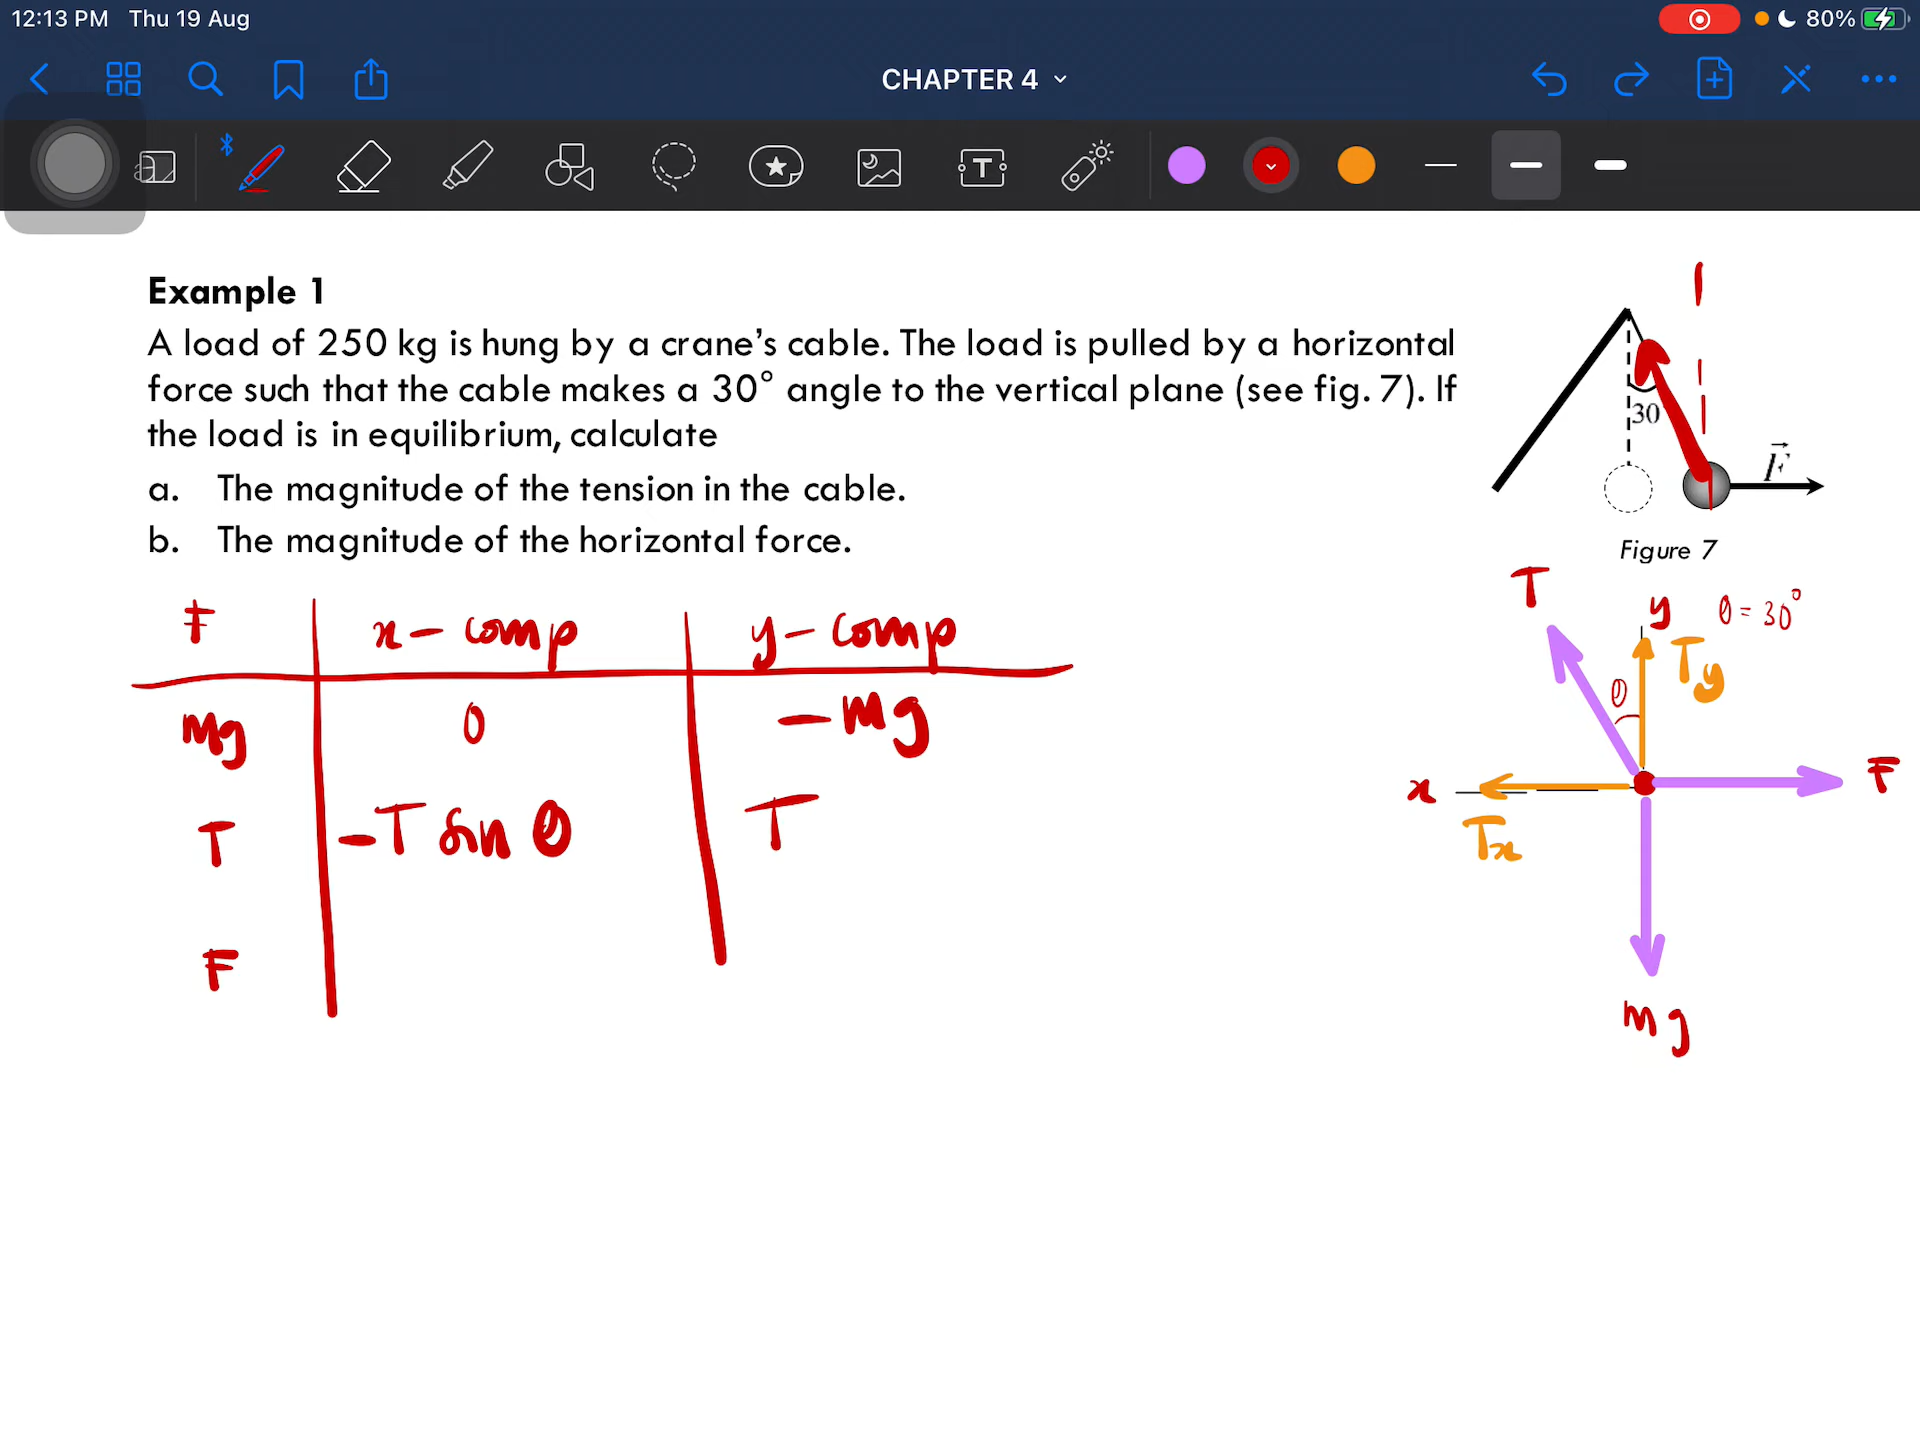 12:13 PM Thu 19 Aug
80%
CHAPTER 4
T
Example 1
A load of 250 kg is hung by a crane's cable. The load is pulled by a horizontal
force such that the cable makes a 30° angle to the vertical plane (see fig. 7). If
the load is in equilibrium, calculate
a. The magnitude of the tension in the cable.
b. The magnitude of the horizontal force.
30
F
Figure 7
F x-comp y-comp
Mg 0 -mg
T -T sin θ T
F
T
y θ = 30°
Ty
θ
x
F
Tx
mg